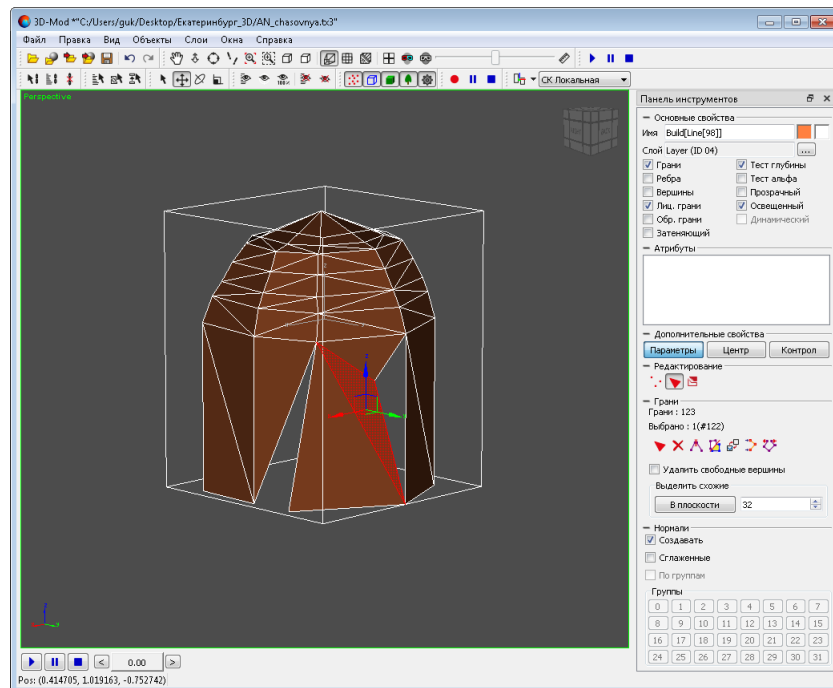 3D-Mod *"C:/Users/guk/Desktop/Екатеринбург_3D/AN_chasovnya.tx3"
Файл Правка Вид Объекты Слои Окна Справка
100%
СК Локальная
Perspective
Панель инструментов
Основные свойства
Имя Build[Line[98]]
Слой Layer (ID 04) ...
Грани Тест глубины
Ребра Тест альфа
Вершины Прозрачный
Лиц. грани Освещенный
Обр. грани Динамический
Затеняющий
Атрибуты
Дополнительные свойства
Параметры Центр Контроль
Редактирование
Грани
Грани : 123
Выбрано : 1(#122)
Удалить свободные вершины
Выделить схожие
В плоскости 32
Нормали
Создавать
Сглаженные
По группам
Группы
0 1 2 3 4 5 6 7
8 9 10 11 12 13 14 15
16 17 18 19 20 21 22 23
24 25 26 27 28 29 30 31
< 0.00 >
Pos: (0.414705, 1.019163, -0.752742)